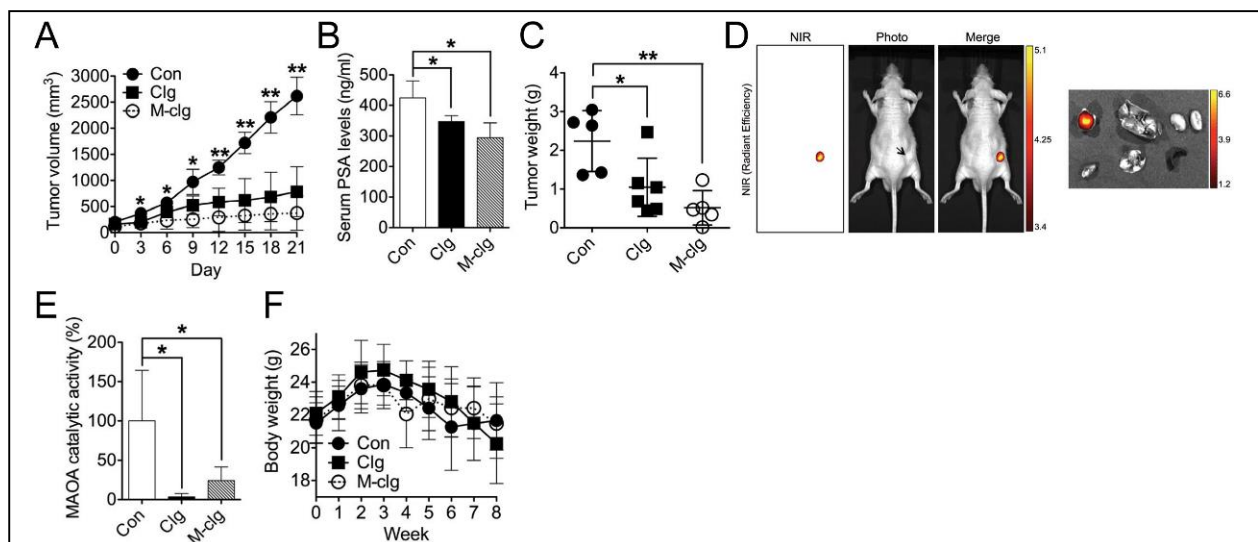 A
Tumor volume (mm³)
3000
2500
2000
1500
1000
500
0
Con
Clg
M-clg
*
*
*
**
**
**
**
0 3 6 9 12 15 18 21
Day
B
Serum PSA levels (ng/ml)
500
400
300
200
100
0
*
*
Con
Clg
M-clg
C
Tumor weight (g)
4
3
2
1
0
**
*
Con
Clg
M-clg
D
NIR
Photo
Merge
NIR (Radiant Efficiency)
5.1
4.25
3.4
6.6
1.2
E
MAOA catalytic activity (%)
200
150
100
50
0
*
*
Con
Clg
M-clg
F
Body weight (g)
26
24
22
20
18
Con
Clg
M-clg
0 1 2 3 4 5 6 7 8
Week